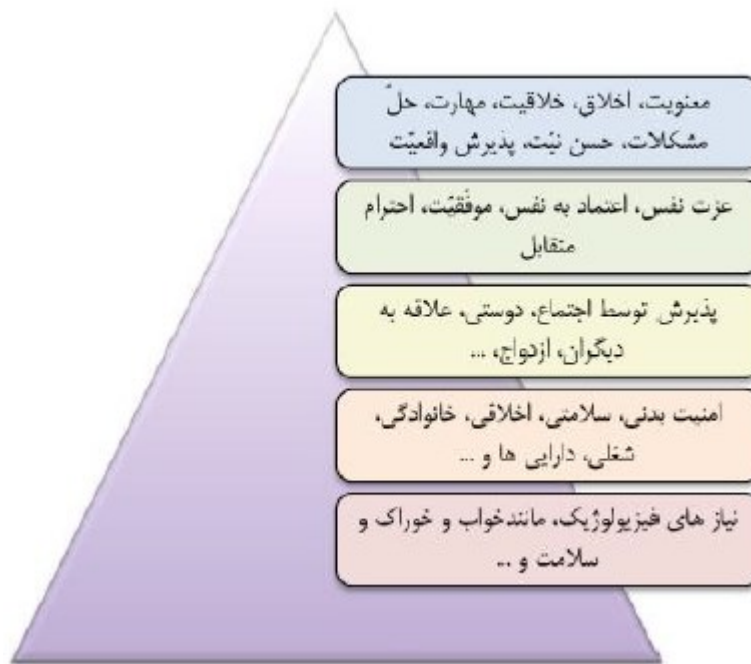 معنویت، اخلاق، خلاقیت، مهارت، حلّ
مشکلات، حسن نیّت، پذیرش واقعیّت
عزت نفس، اعتماد به نفس، موفّقیّت، احترام
متقابل
پذیرش توسط اجتماع، دوستی، علاقه به
دیگران، ازدواج، ...
امنیت بدنی، سلامتی، اخلاقی، خانوادگی،
شغلی، دارایی ها و ...
نیاز های فیزیولوژیک، مانندخواب و خوراک و
سلامت و ...